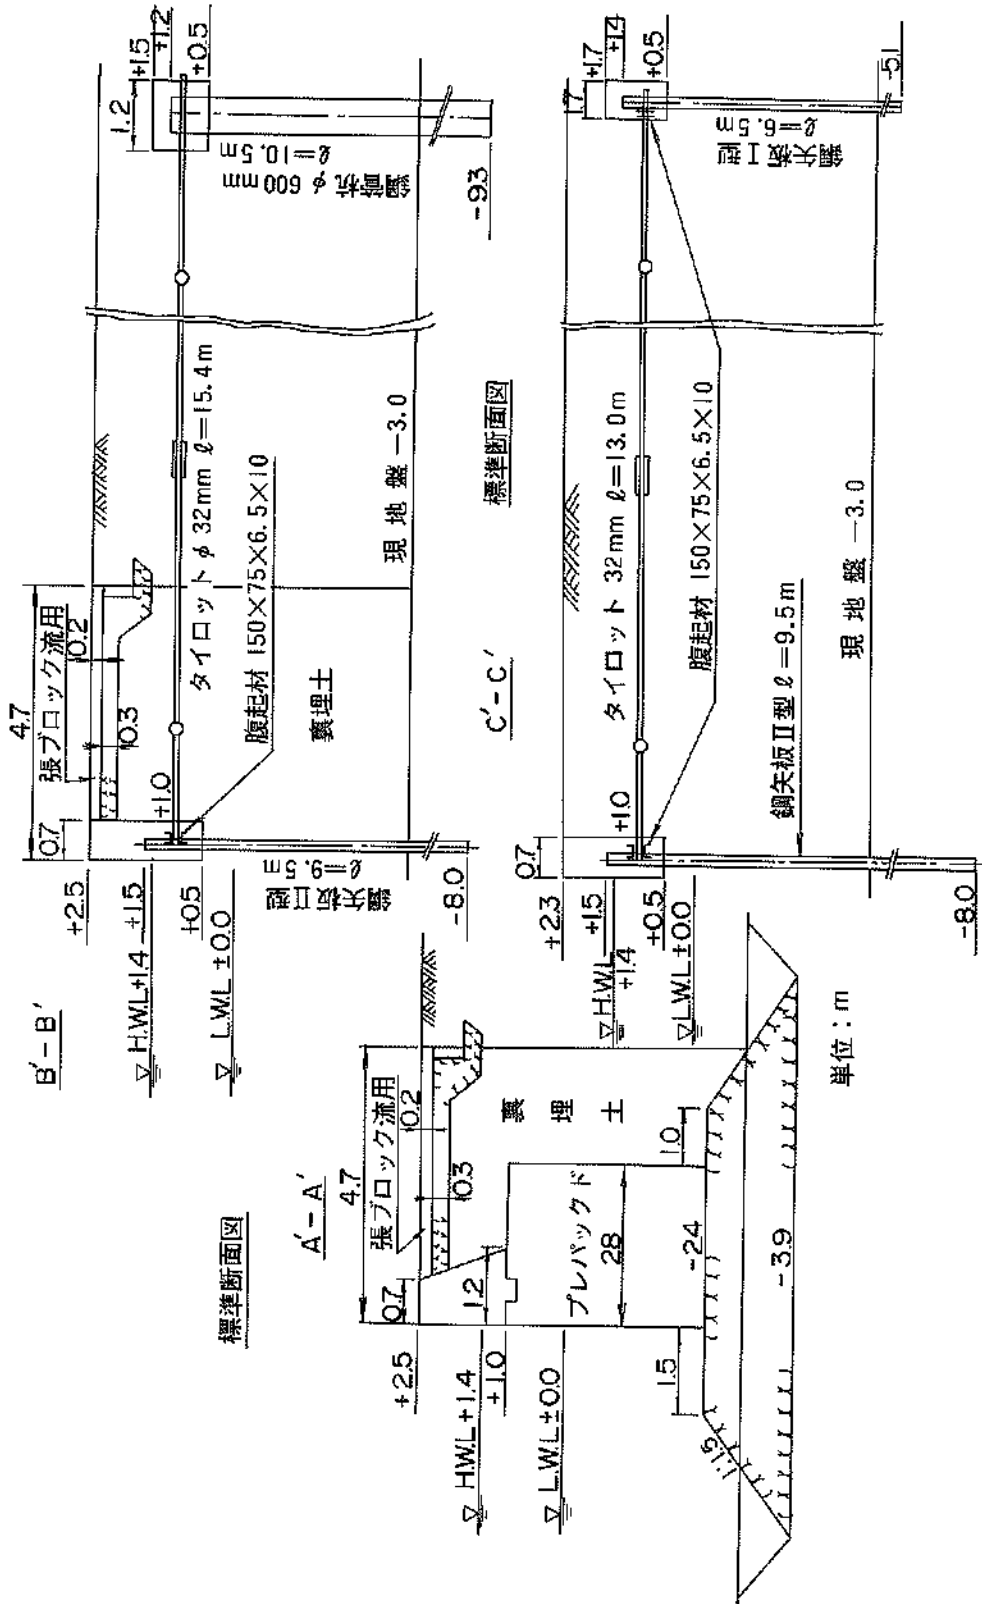 B′-B′
4.7
張ブロック流用
0.7
0.3
0.2
+2.5
H.W.L+1.4
+1.5
+0.5
L.W.L ±0.0
+1.0
-8.0
鋼矢板Ⅱ型
ℓ=9.5m
タイロット φ 32mm ℓ=15.4m
腹起材 150×75×6.5×10
裏埋土
現地盤 -3.0
1.2
+1.5
+1.2
+0.5
鋼管杭 φ 600mm
ℓ=10.5m
-9.3
標準断面図
A′-A′
4.7
張ブロック流用
0.7
0.3
0.2
1.2
+2.5
H.W.L+1.4
+1.0
L.W.L±0.0
プレパックド
2.8
裏埋土
1.5
1.0
1:1.5
-2.4
-3.9
標準断面図
C′-C′
0.7
+2.3
+1.5
H.W.L
+1.4
+0.5
L.W.L±0.0
+1.0
-8.0
タイロット 32mm ℓ=13.0m
腹起材 150×75×6.5×10
鋼矢板Ⅱ型 ℓ=9.5m
現地盤 -3.0
+1.7
+1.4
+0.5
鋼矢板Ⅰ型
ℓ=6.5m
-5.1
単位:m